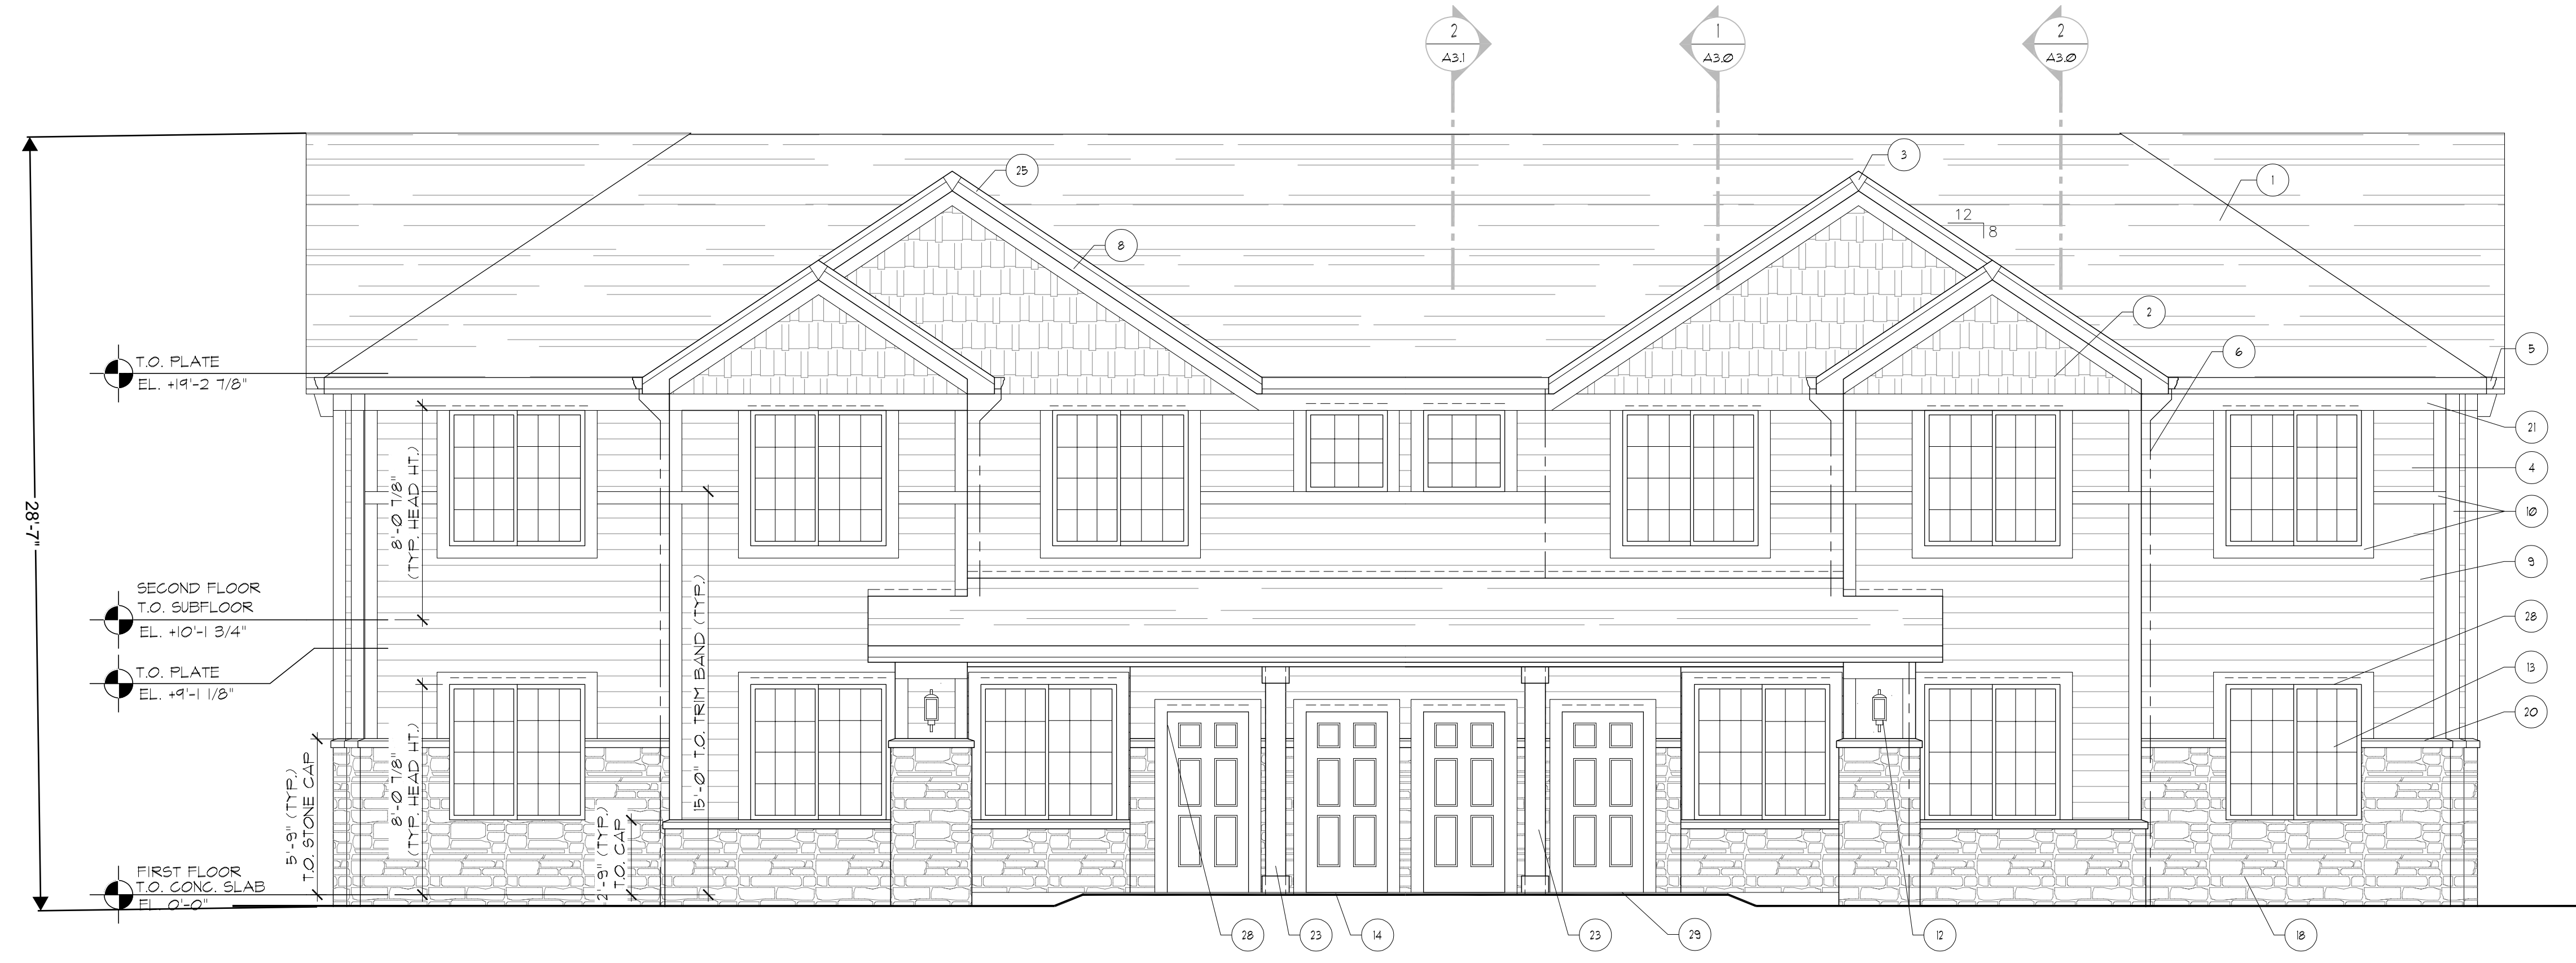 2
A3.1
1
A3.0
2
A3.0
3
25
1
12
8
8
2
5
6
T.O. PLATE
EL. +19'-2 7/8"
21
4
8'-0 7/8"
(TYP. HEAD HT.)
10
28'-7"
9
SECOND FLOOR
T.O. SUBFLOOR
EL. +10'-1 3/4"
28
15'-0" T.O. TRIM BAND (TYP.)
T.O. PLATE
EL. +9'-1 1/8"
13
20
5'-9" (TYP.)
T.O. STONE CAP
8'-0 7/8"
(TYP. HEAD HT.)
2'-9" (TYP.)
T.O. CAP
FIRST FLOOR
T.O. CONC. SLAB
EL. 0'-0"
28
23
14
23
29
12
18